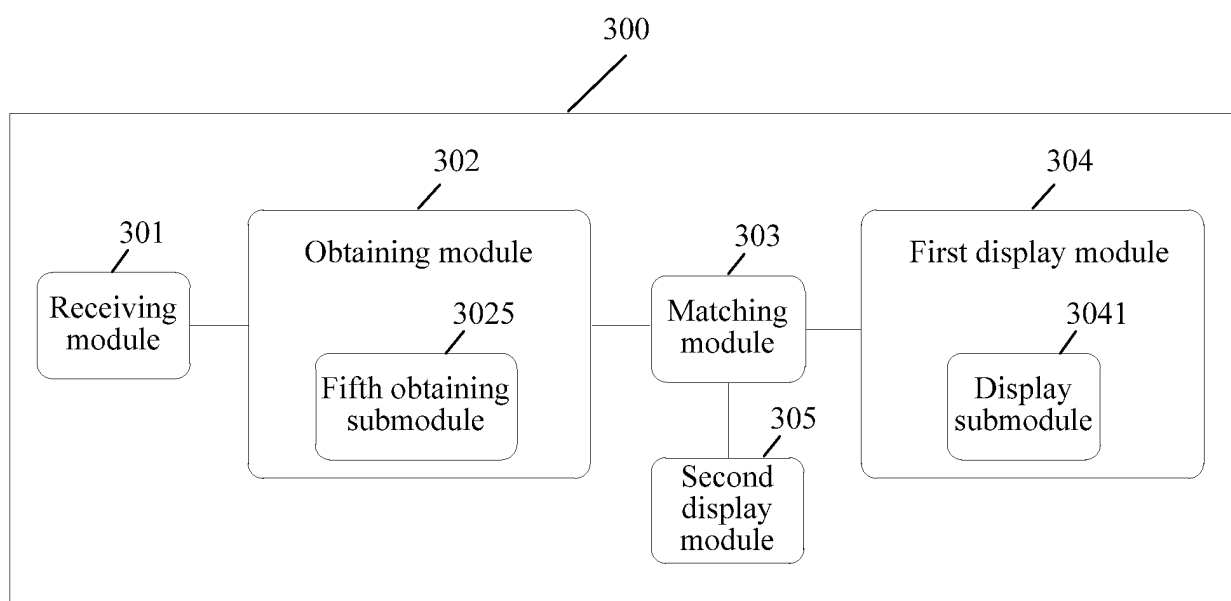 300
302
304
301
Obtaining module
303
First display module
Receiving
module
3025
Matching
module
3041
Fifth obtaining
submodule
Display
submodule
305
Second
display
module